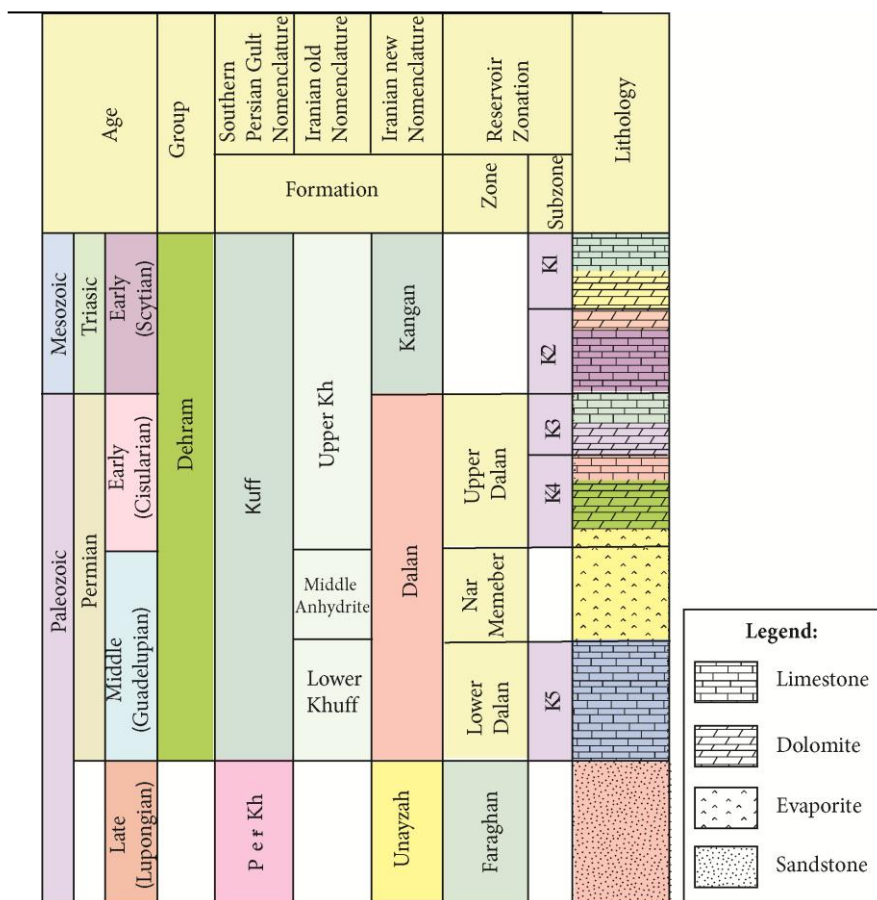 Age
Group
Southern
Persian Gult
Nomenclature
Iranian old
Nomenclature
Iranian new
Nomenclature
Reservoir
Zonation
Lithology
Formation
Zone
Subzone
Mesozoic
Triasic
Early
(Scytian)
Dehram
Kuff
Upper Kh
Kangan
K1
K2
Paleozoic
Permian
Early
(Cisularian)
Dalan
Upper
Dalan
K3
K4
Middle
(Guadelupian)
Middle
Anhydrite
Nar
Memeber
Lower
Khuff
Lower
Dalan
K5
Late
(Lupongian)
Per Kh
Unayzah
Faraghan
Legend:
Limestone
Dolomite
Evaporite
Sandstone